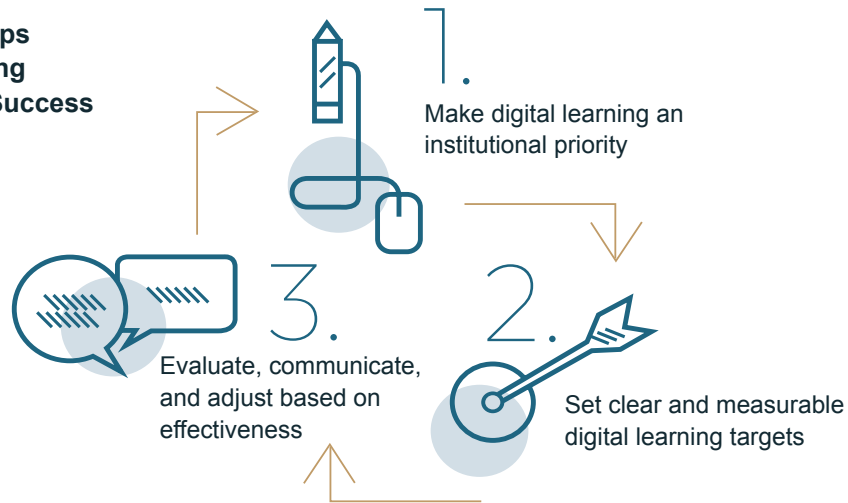 ps
ng
Success
1.
Make digital learning an
institutional priority
2.
Set clear and measurable
digital learning targets
3.
Evaluate, communicate,
and adjust based on
effectiveness